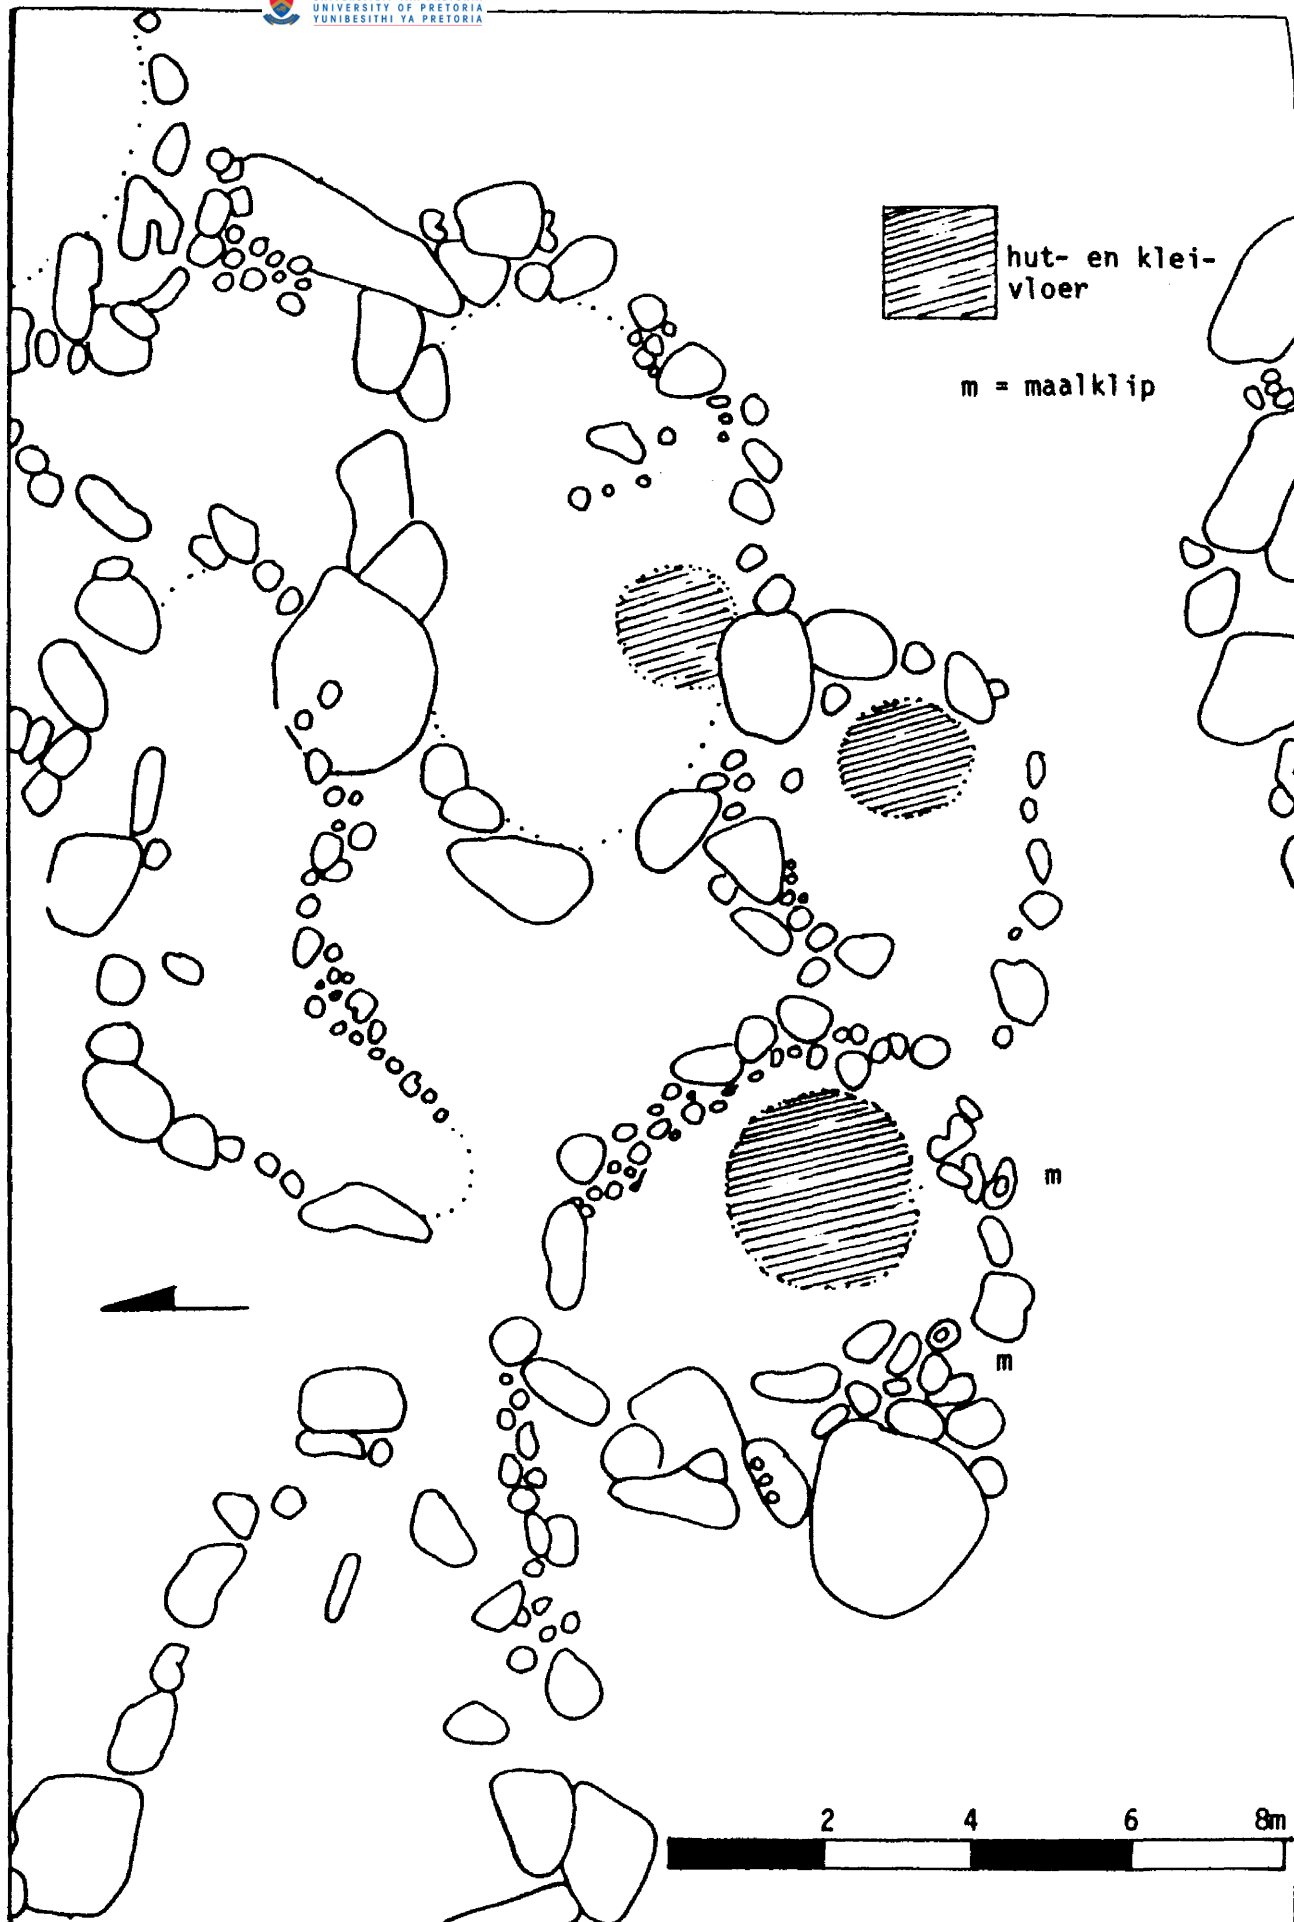 UNIVERSITY OF PRETORIA
YUNIBESITHI YA PRETORIA
hut- en klei-
vloer
m = maalklip
m
m
2 4 6 8m